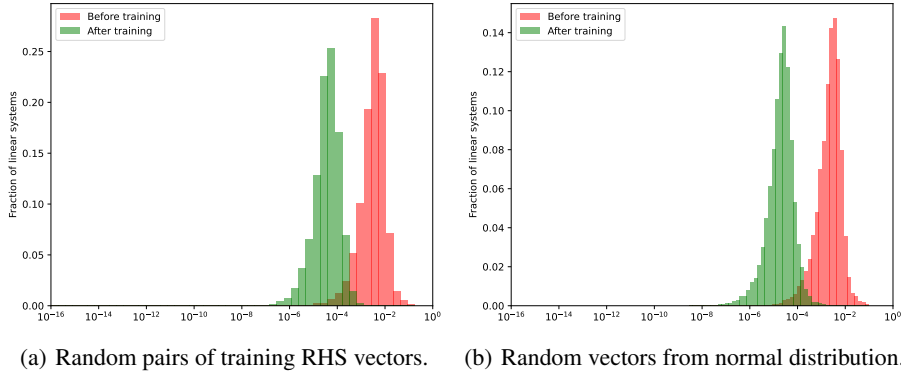 Before training
After training
0.25
0.20
0.15
0.10
0.05
0.00
Fraction of linear systems
10⁻¹⁶ 10⁻¹⁴ 10⁻¹² 10⁻¹⁰ 10⁻⁸ 10⁻⁶ 10⁻⁴ 10⁻² 10⁰
(a) Random pairs of training RHS vectors.
Before training
After training
0.14
0.12
0.10
0.08
0.06
0.04
0.02
0.00
Fraction of linear systems
10⁻¹⁶ 10⁻¹⁴ 10⁻¹² 10⁻¹⁰ 10⁻⁸ 10⁻⁶ 10⁻⁴ 10⁻² 10⁰
(b) Random vectors from normal distribution.